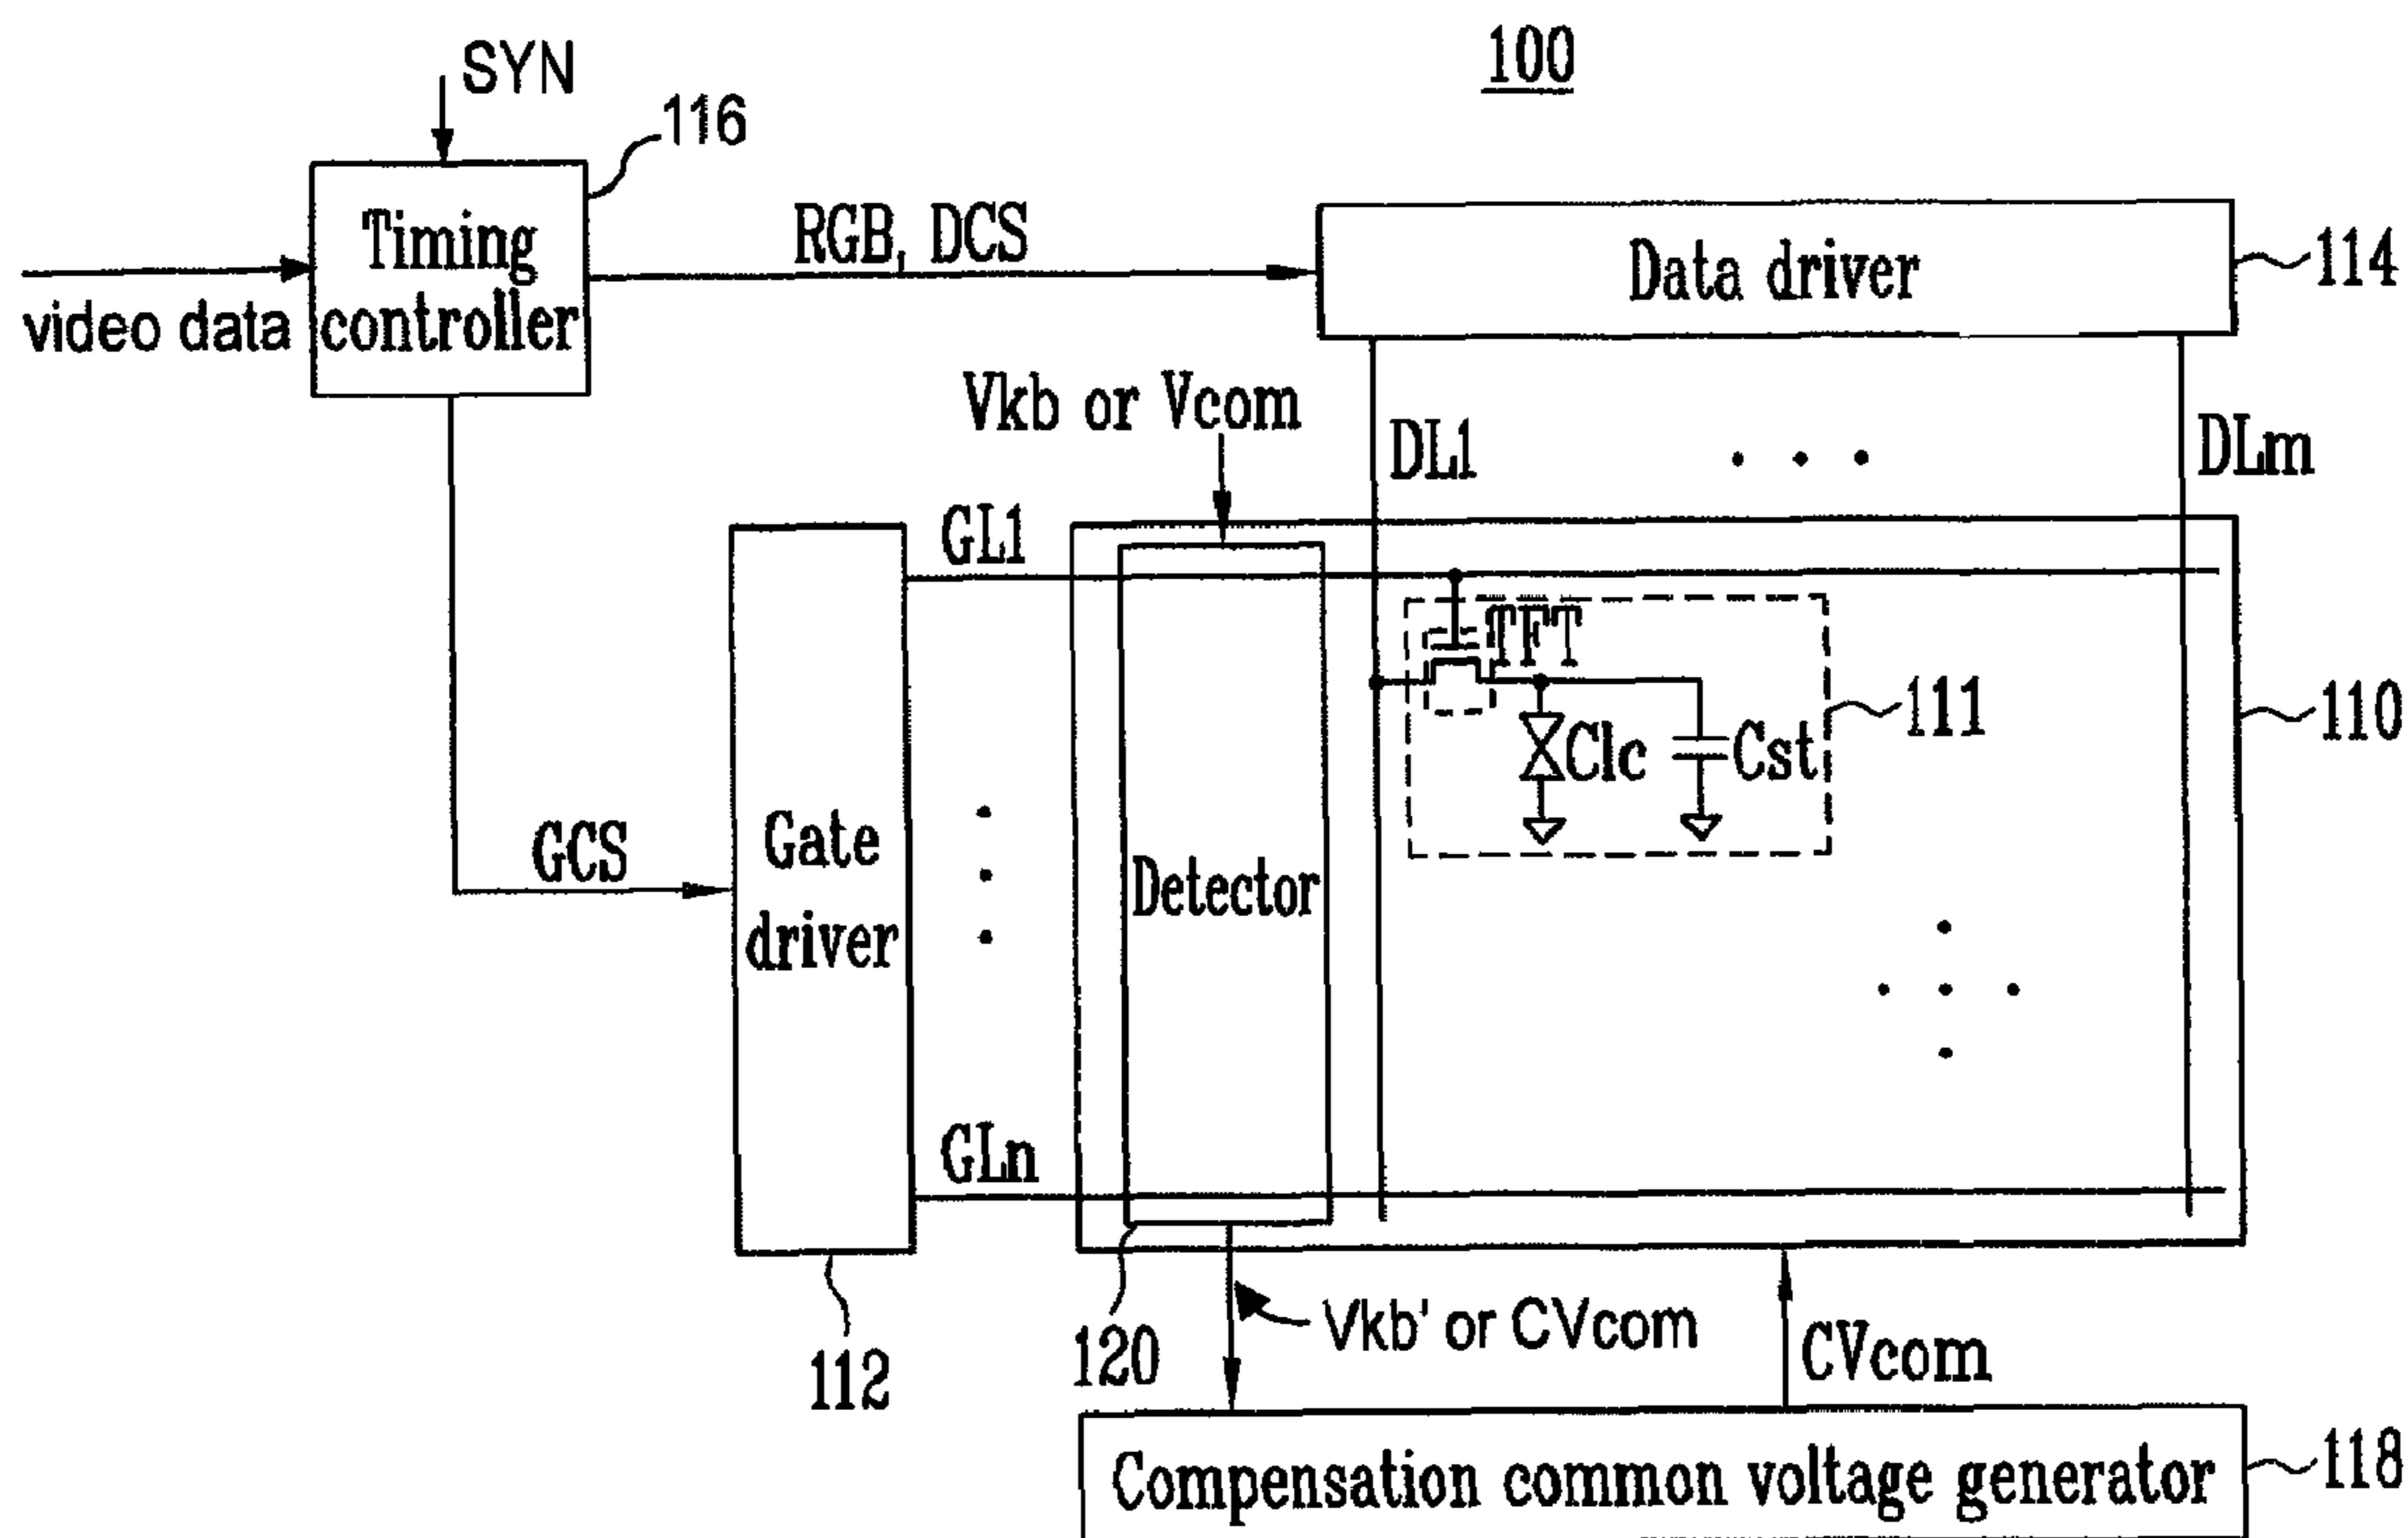 100
SYN
116
Timing
controller
video data
RGB, DCS
Data driver
114
Vkb or Vcom
DL1
DLm
GL1
TFT
Clc
Cst
111
110
GCS
Gate
driver
Detector
GLn
112
120
Vkb' or CVcom
CVcom
Compensation common voltage generator
118